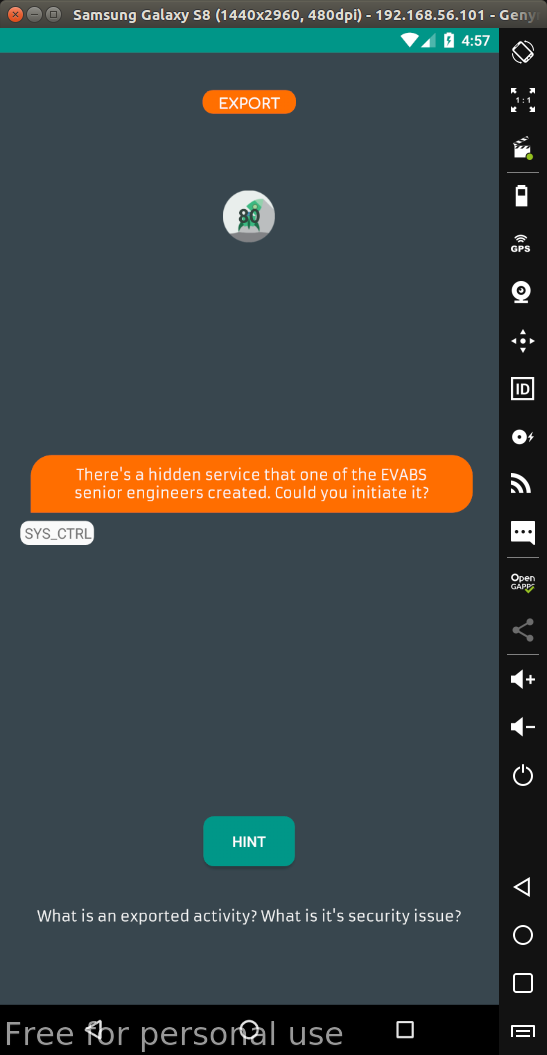 Samsung Galaxy S8 (1440x2960, 480dpi) - 192.168.56.101 - Geny
4:57
EXPORT
80
There's a hidden service that one of the EVABS
senior engineers created. Could you initiate it?
SYS_CTRL
HINT
What is an exported activity? What is it's security issue?
Free for personal use
1:1
GPS
ID
Open
GAPPS